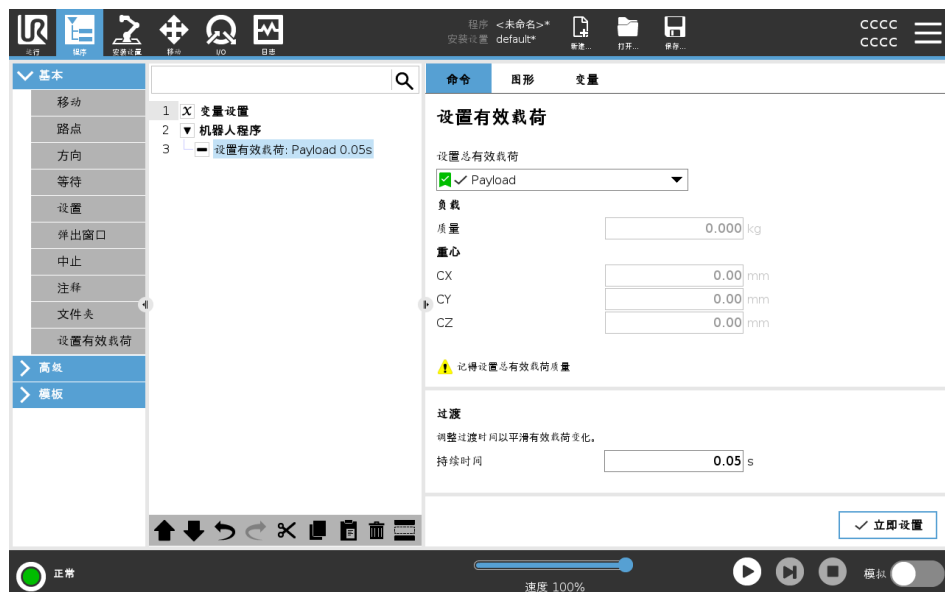 UR
运行
程序
安装设置
移动
I/O
日志
程序 <未命名>*
安装设置 default*
新建...
打开...
保存...
CCCC
CCCC
基本
移动
路点
方向
等待
设置
弹出窗口
中止
注释
文件夹
设置有效载荷
高级
模板
1 X 变量设置
2 机器人程序
3 设置有效载荷: Payload 0.05s
命令 图形 变量
设置有效载荷
设置总有效载荷
Payload
负载
质量 0.000 kg
重心
CX 0.00 mm
CY 0.00 mm
CZ 0.00 mm
记得设置总有效载荷质量
过渡
调整过渡时间以平滑有效载荷变化。
持续时间 0.05 s
立即设置
正常
速度 100%
模拟